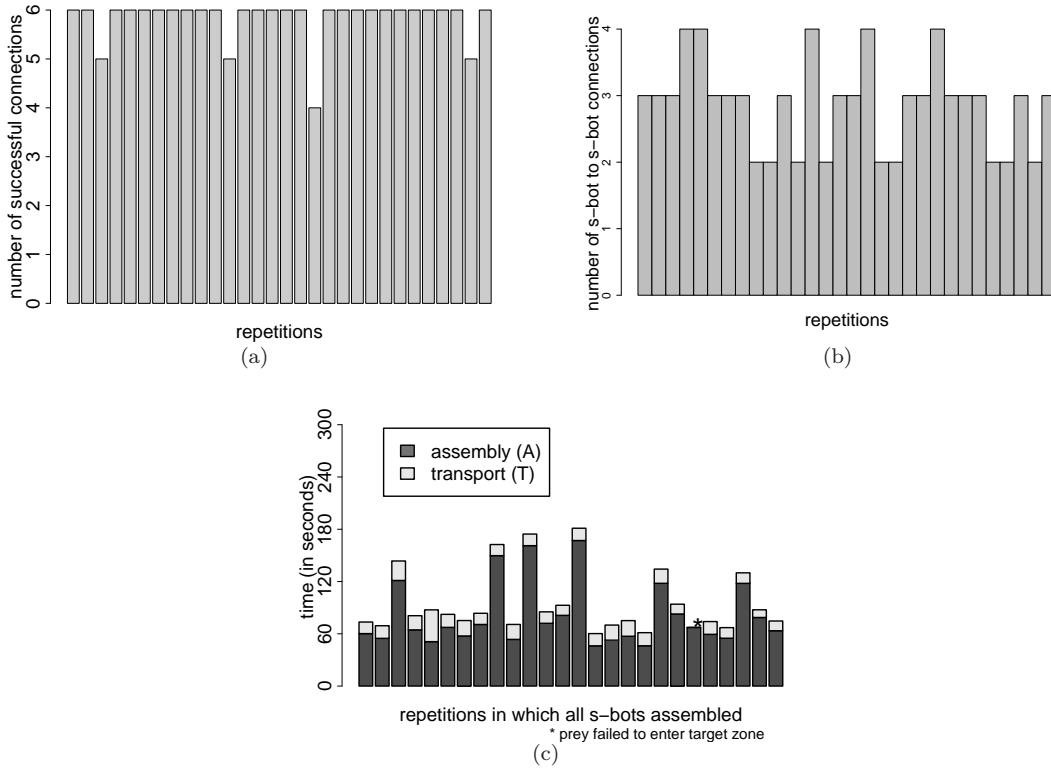 number of successful connections
6
5
4
3
2
1
0
repetitions
(a)
number of s−bot to s−bot connections
4
3
2
1
0
repetitions
(b)
time (in seconds)
300
240
180
120
60
0
assembly (A)
transport (T)
*
repetitions in which all s−bots assembled
* prey failed to enter target zone
(c)